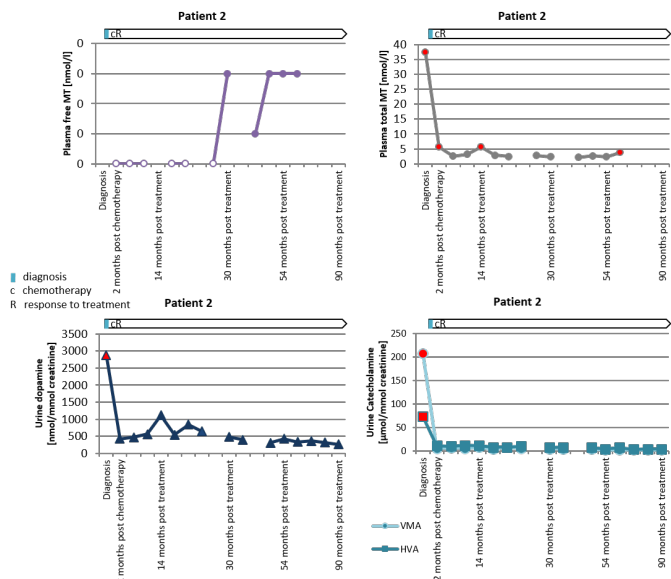 Patient 2
cR
Plasma free MT [nmol/l]
0
0
0
0
0
Diagnosis
2 months post chemotherapy
14 months post treatment
30 months post treatment
54 months post treatment
90 months post treatment
Patient 2
cR
Plasma total MT [nmol/l]
40
35
30
25
20
15
10
5
0
Diagnosis
2 months post chemotherapy
14 months post treatment
30 months post treatment
54 months post treatment
90 months post treatment
diagnosis
c chemotherapy
R response to treatment
Patient 2
cR
Urine dopamine
[nmol/mmol creatinine]
3500
3000
2500
2000
1500
1000
500
0
Diagnosis
months post chemotherapy
14 months post treatment
30 months post treatment
54 months post treatment
90 months post treatment
Patient 2
cR
Urine Catecholamine
[µmol/mmol creatinine]
250
200
150
100
50
0
Diagnosis
2 months post chemotherapy
14 months post treatment
30 months post treatment
54 months post treatment
90 months post treatment
VMA
HVA